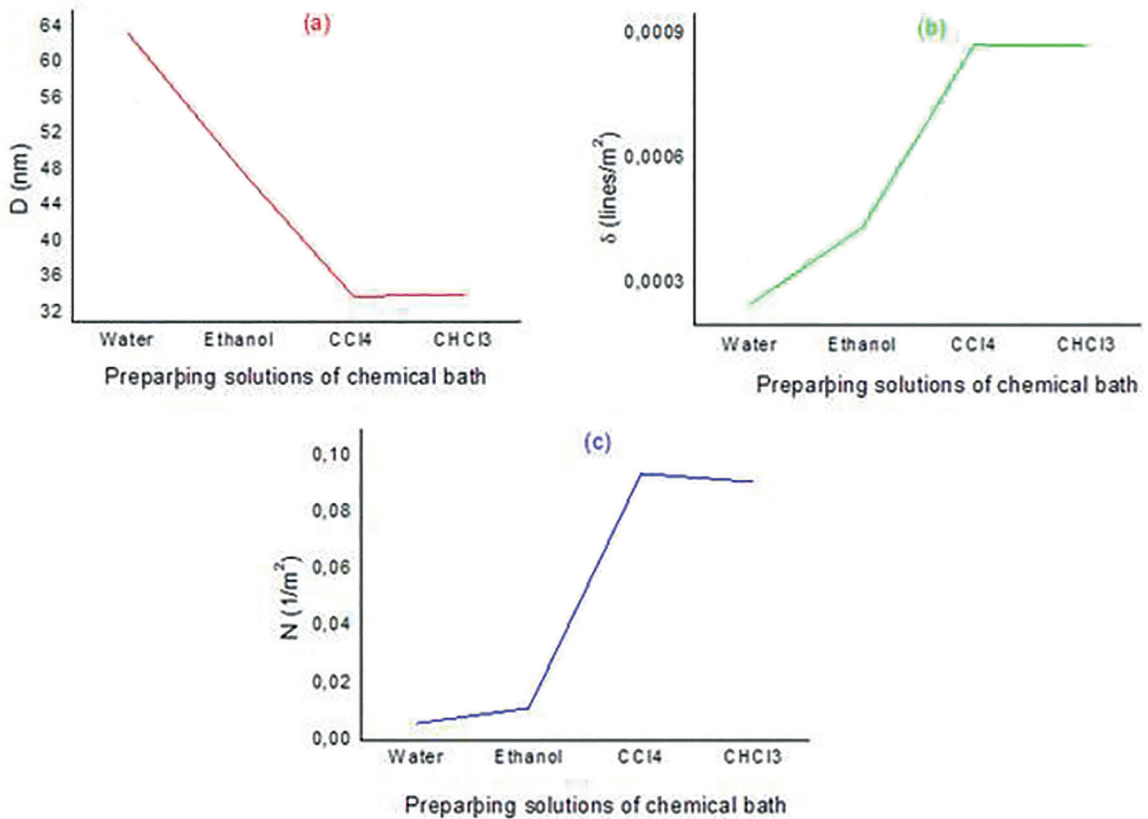 (a)
D (nm)
64
60
56
52
48
44
40
36
32
Water Ethanol CCl4 CHCl3
Preparþing solutions of chemical bath
(b)
δ (lines/m²)
0,0009
0,0006
0,0003
Water Ethanol CCl4 CHCl3
Preparþing solutions of chemical bath
(c)
N (1/m²)
0,10
0,08
0,06
0,04
0,02
0,00
Water Ethanol CCl4 CHCl3
Preparþing solutions of chemical bath